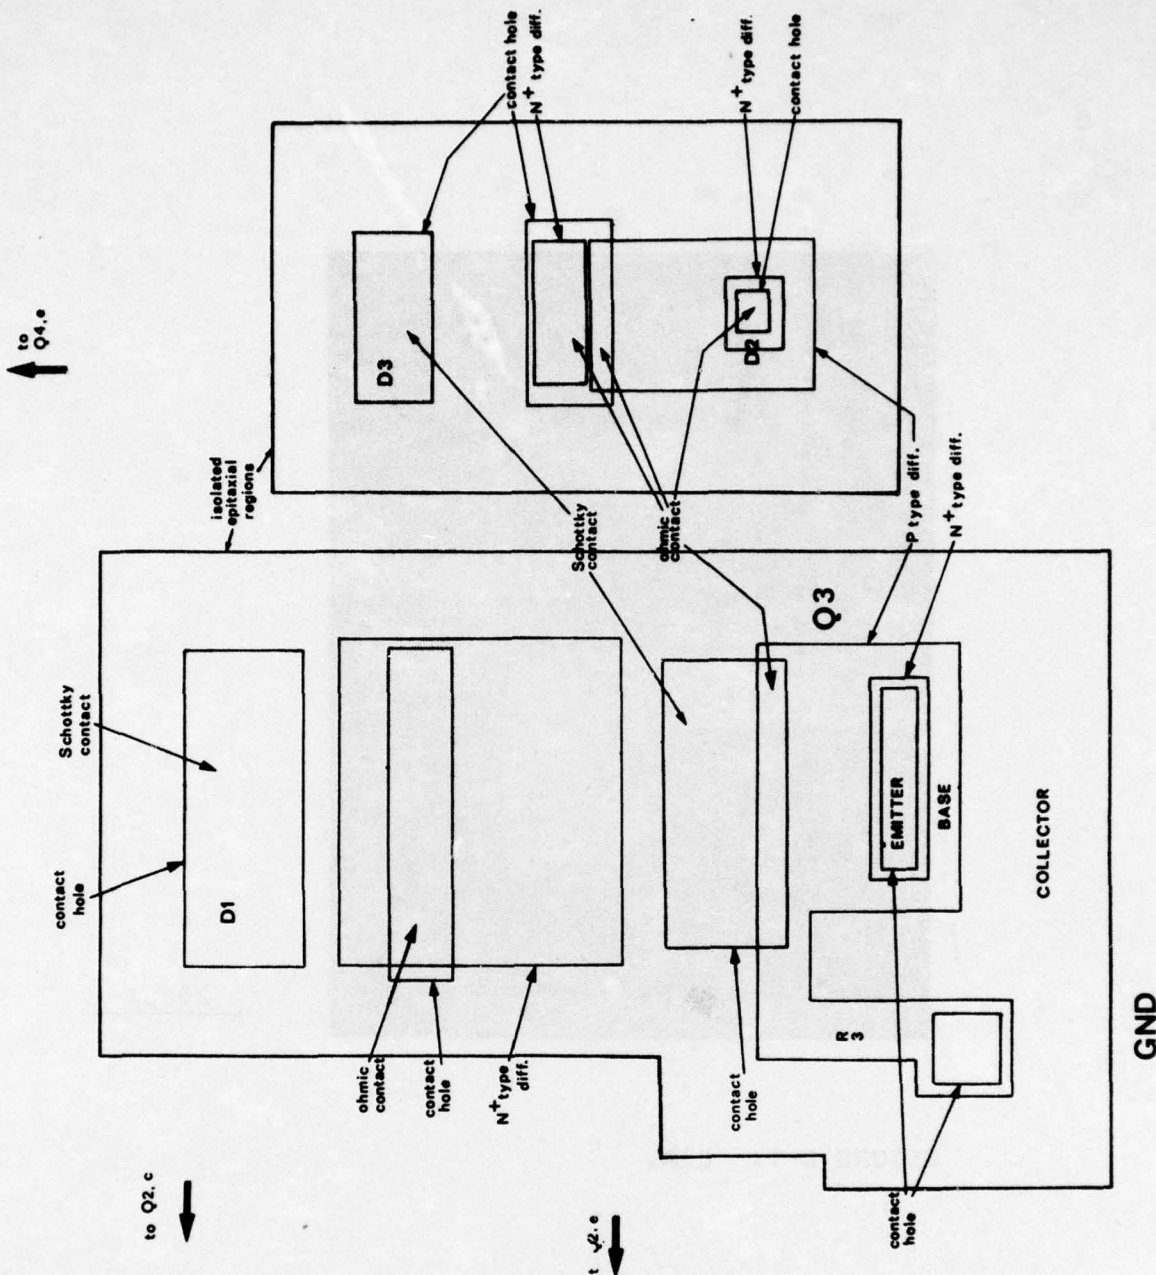 to
Q4,e
contact hole
N+ type diff.
N+ type diff.
contact hole
D3
D2
isolated
epitaxial
regions
Schottky
contact
ohmic
contact
P type diff.
N+ type diff.
Q3
Schottky
contact
contact
hole
D1
ohmic
contact
contact
hole
N+ type
diff.
contact
hole
R
3
EMITTER
BASE
COLLECTOR
contact
hole
GND
to Q2.c
2.e